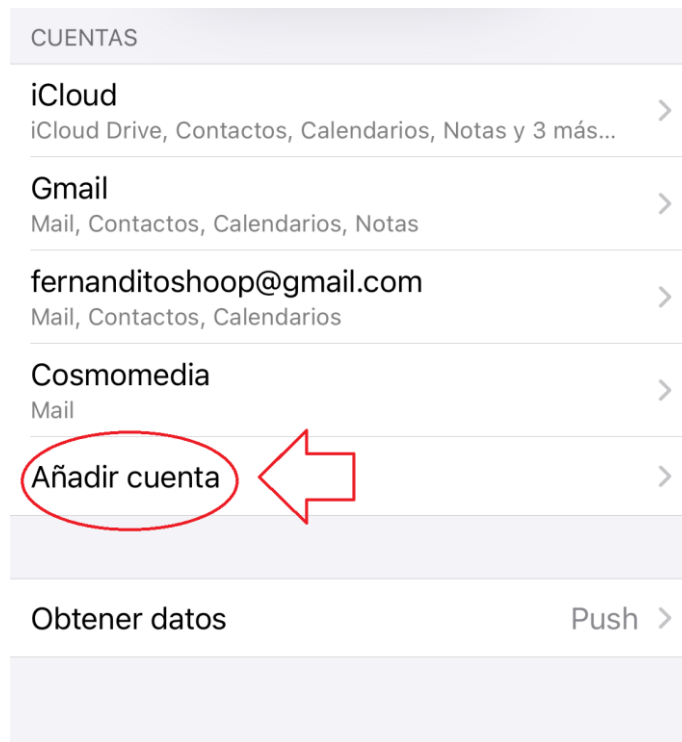 CUENTAS
iCloud
iCloud Drive, Contactos, Calendarios, Notas y 3 más...
Gmail
Mail, Contactos, Calendarios, Notas
fernanditoshoop@gmail.com
Mail, Contactos, Calendarios
Cosmomedia
Mail
Añadir cuenta
Obtener datos Push